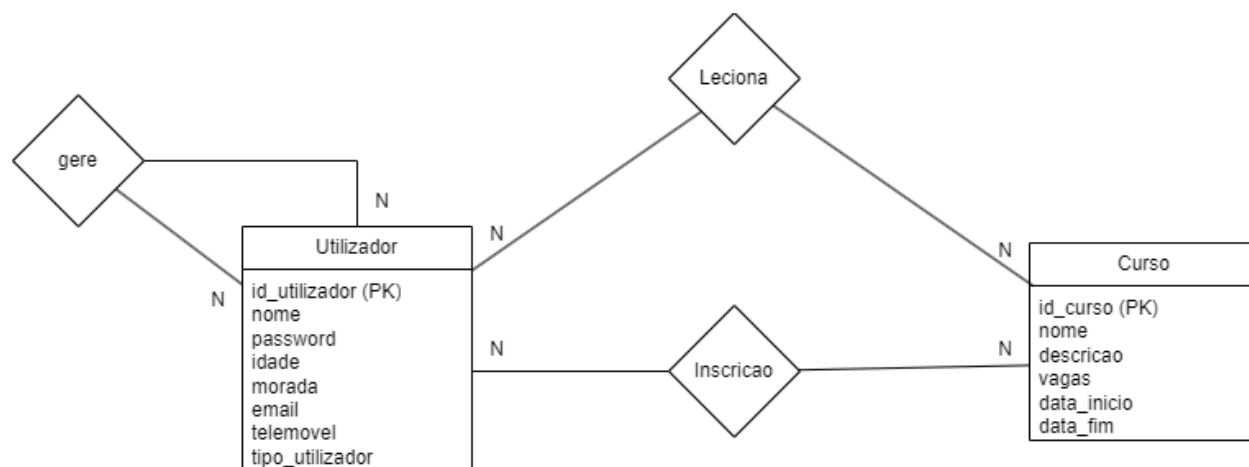 Leciona
gere
N
N
Utilizador
id_utilizador (PK)
nome
password
idade
morada
email
telemovel
tipo_utilizador
N
N
N
Inscricao
N
Curso
id_curso (PK)
nome
descricao
vagas
data_inicio
data_fim